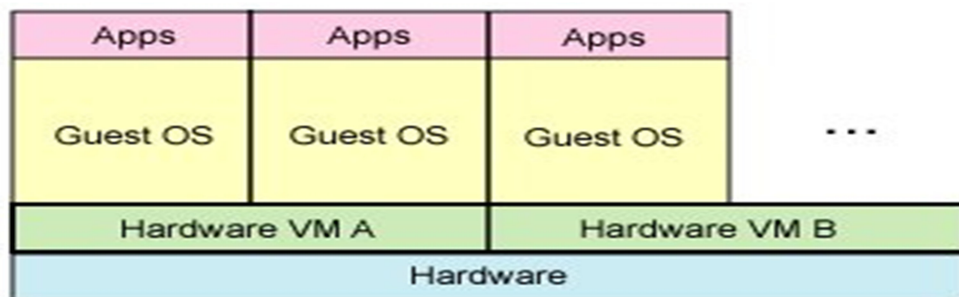 Apps Apps Apps
Guest OS Guest OS Guest OS ...
Hardware VM A Hardware VM B
Hardware